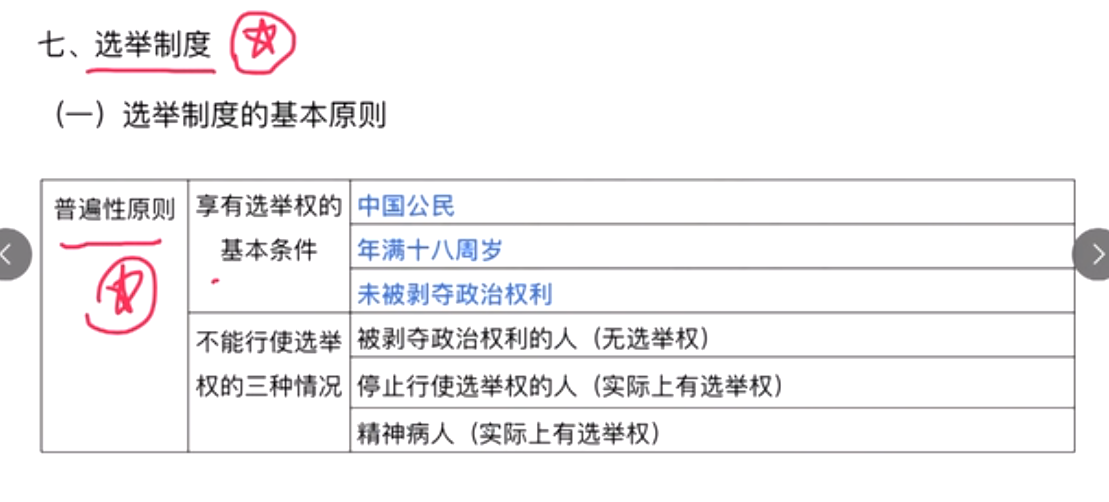 七、选举制度
（一）选举制度的基本原则
普遍性原则
享有选举权的
基本条件
中国公民
年满十八周岁
未被剥夺政治权利
不能行使选举
权的三种情况
被剥夺政治权利的人（无选举权）
停止行使选举权的人（实际上有选举权）
精神病人（实际上有选举权）